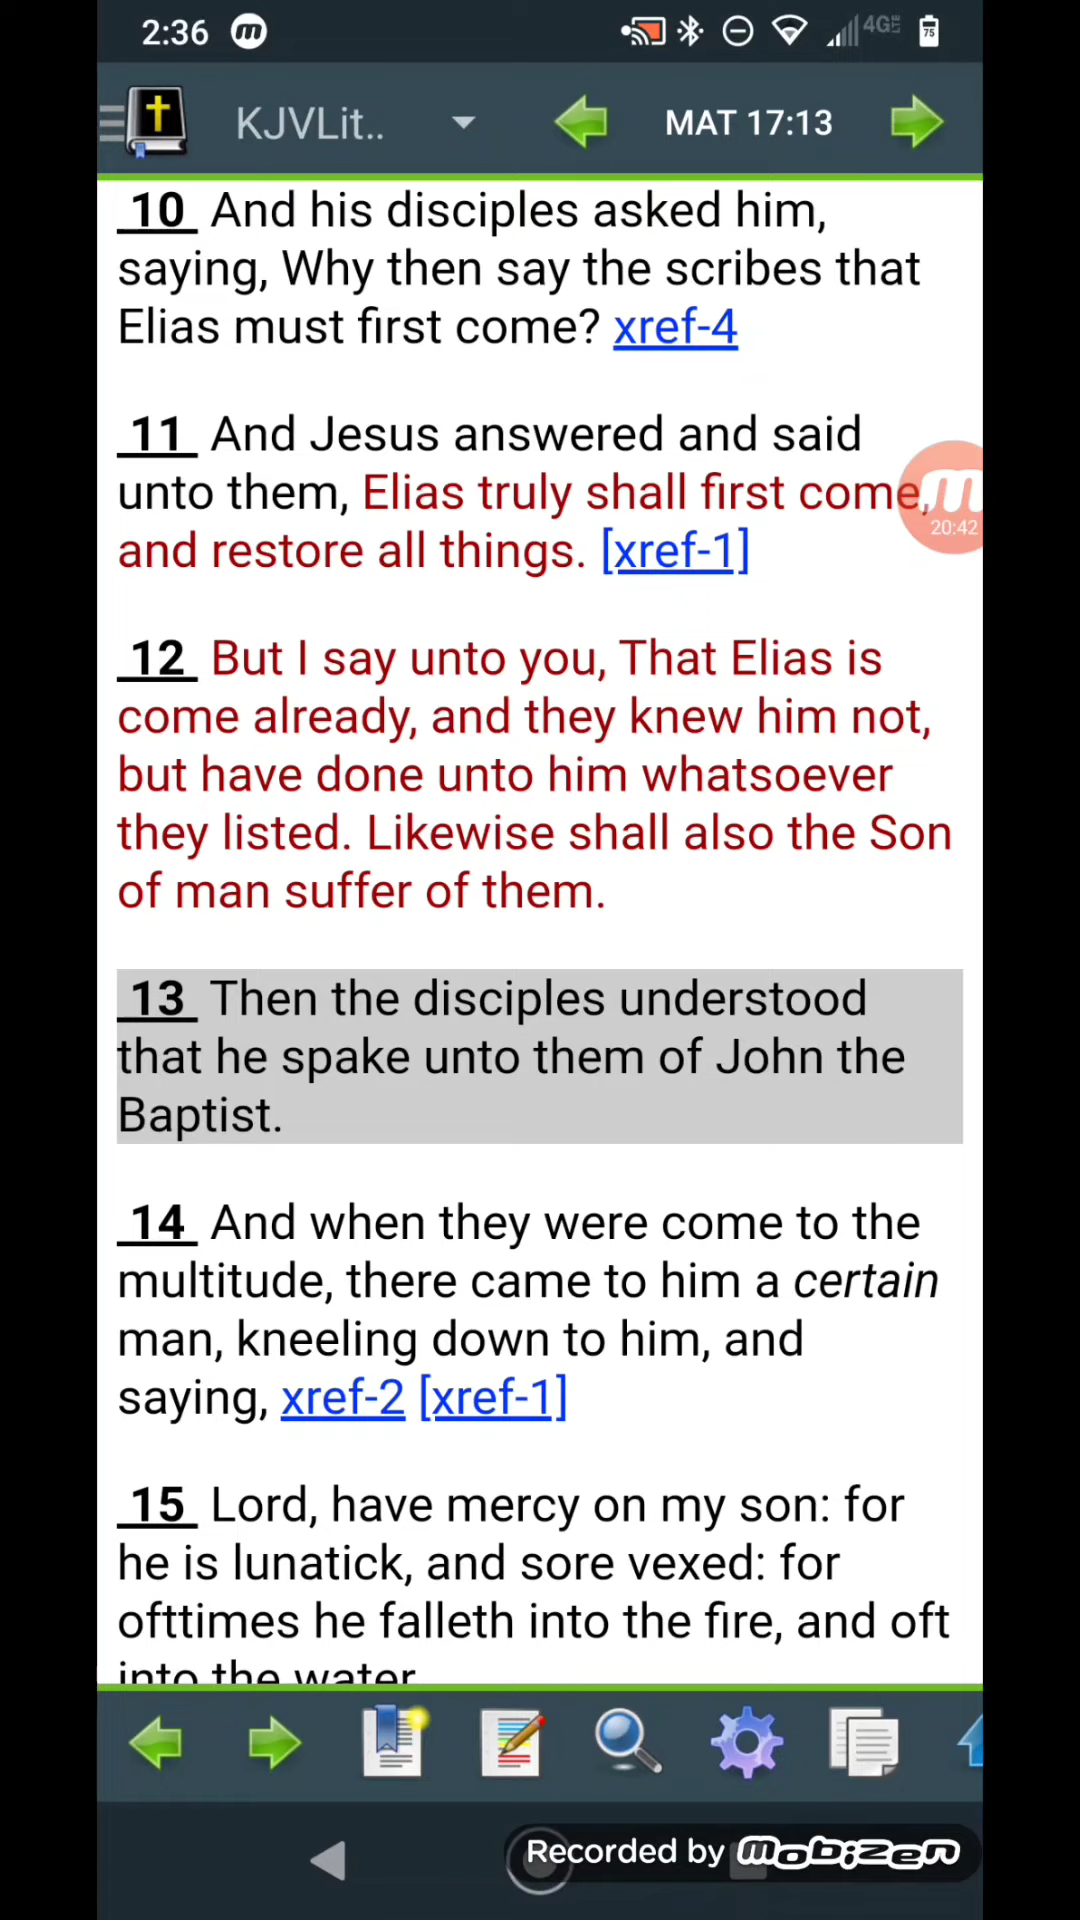 2:36
4G
75
KJVLit..
MAT 17:13
10 And his disciples asked him,
saying, Why then say the scribes that
Elias must first come? xref-4
11 And Jesus answered and said
unto them, Elias truly shall first come,
and restore all things. [xref-1]
20:42
12 But I say unto you, That Elias is
come already, and they knew him not,
but have done unto him whatsoever
they listed. Likewise shall also the Son
of man suffer of them.
13 Then the disciples understood
that he spake unto them of John the
Baptist.
14 And when they were come to the
multitude, there came to him a certain
man, kneeling down to him, and
saying, xref-2 [xref-1]
15 Lord, have mercy on my son: for
he is lunatick, and sore vexed: for
ofttimes he falleth into the fire, and oft
into the water
Recorded by mobizen